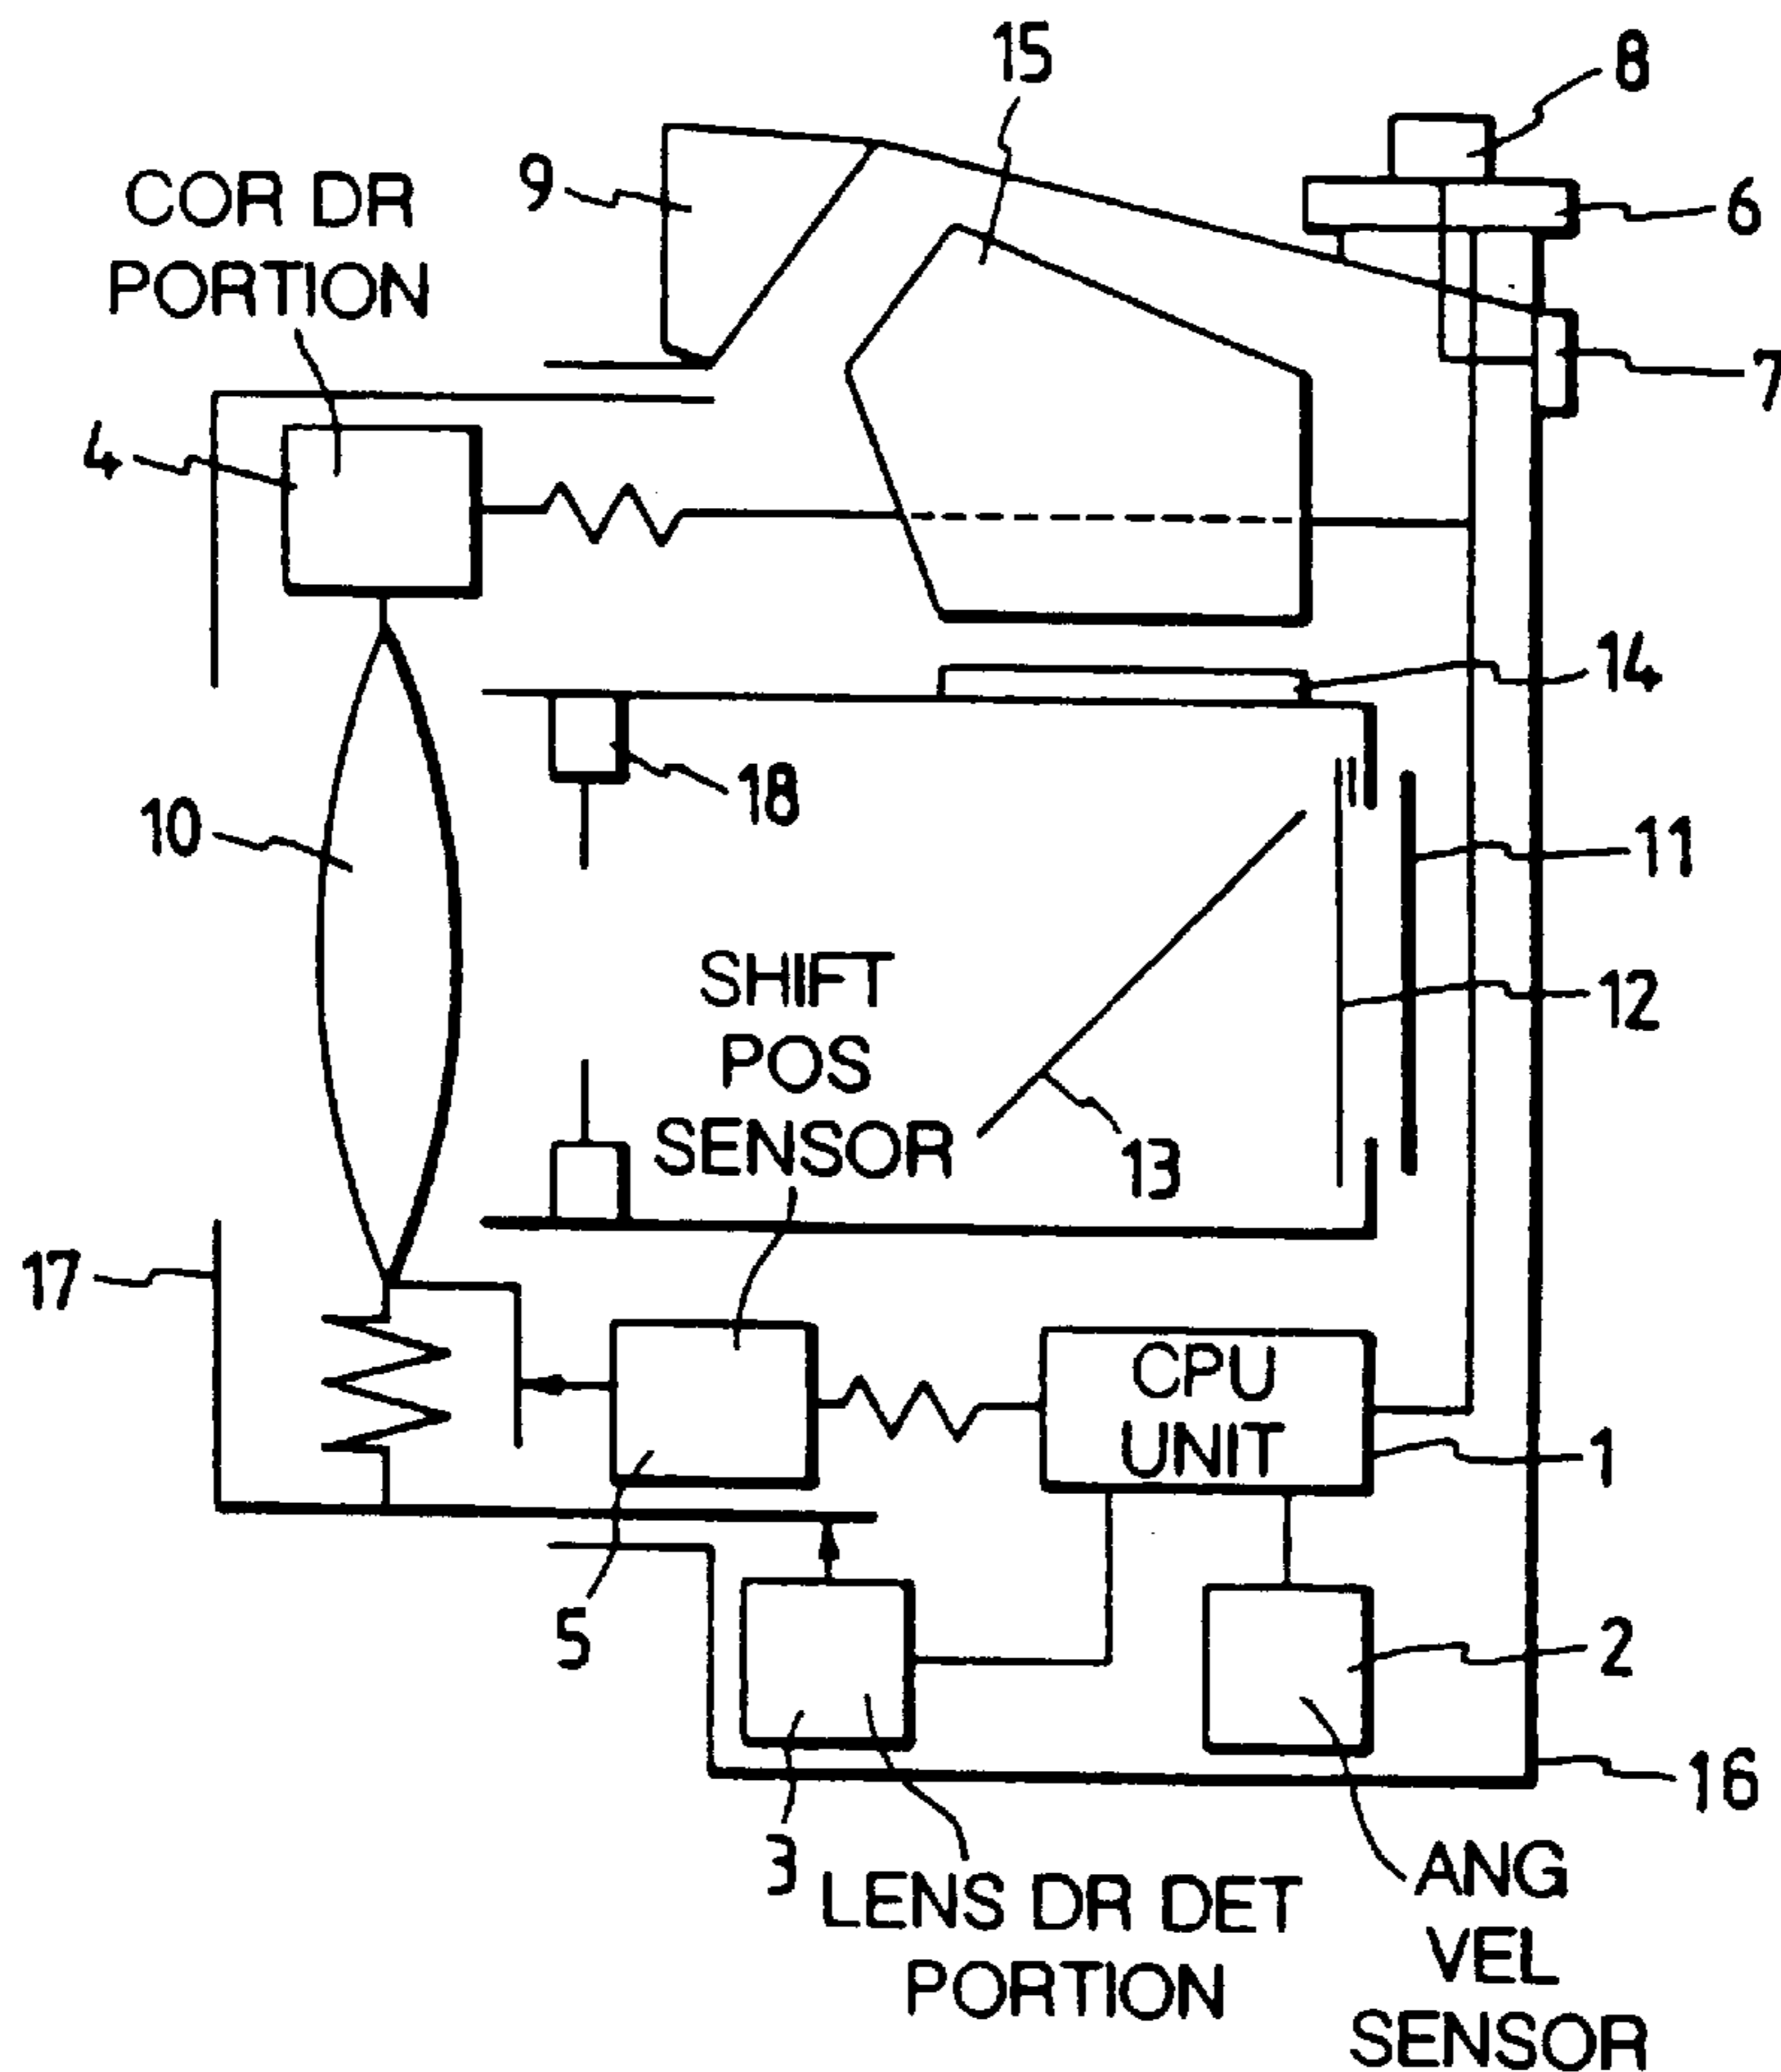 15
8
COR DR
PORTION
9
6
7
4
14
18
10
11
SHIFT
POS
SENSOR
12
13
17
CPU
UNIT
1
5
2
16
3
LENS DR DET
PORTION
ANG
VEL
SENSOR